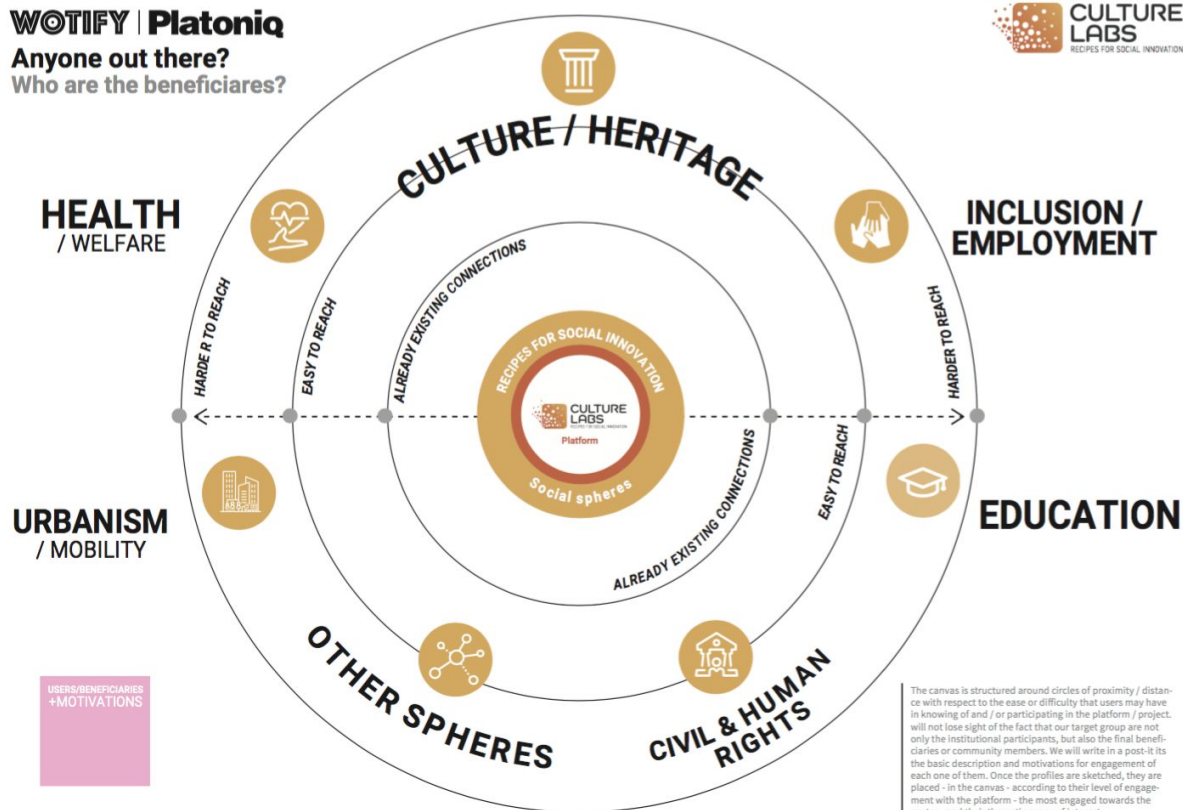 WOTIFY | Platoniq
Anyone out there?
Who are the beneficiares?
CULTURE
LABS
RECIPES FOR SOCIAL INNOVATION
CULTURE / HERITAGE
HEALTH
/ WELFARE
INCLUSION /
EMPLOYMENT
HARDE R TO REACH
EASY TO REACH
ALREADY EXISTING CONNECTIONS
RECIPES FOR SOCIAL INNOVATION
CULTURE
LABS
RECIPES FOR SOCIAL INNOVATION
Platform
Social spheres
HARDER TO REACH
EASY TO REACH
ALREADY EXISTING CONNECTIONS
URBANISM
/ MOBILITY
EDUCATION
OTHER SPHERES
CIVIL & HUMAN
RIGHTS
USERS/BENEFICIARIES
+MOTIVATIONS
The canvas is structured around circles of proximity / distan-
ce with respect to the ease or difficulty that users may have
in knowing of and / or participating in the platform / project.
will not lose sight of the fact that our target group are not
only the institutional participants, but also the final benefi-
ciaries or community members. We will write in a post-it its
the basic description and motivations for engagement of
each one of them. Once the profiles are sketched, they are
placed - in the canvas - according to their level of engage-
ment with the platform - the most engaged towards the